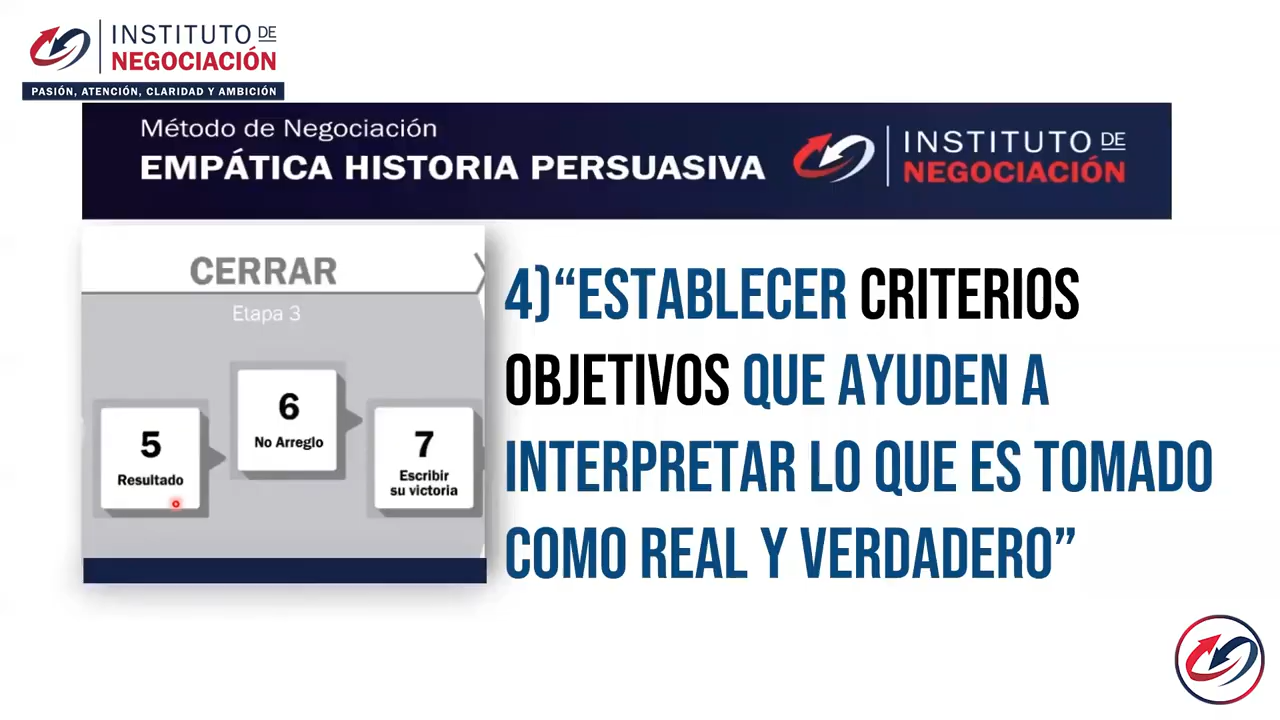 INSTITUTO DE
NEGOCIACIÓN
PASIÓN, ATENCIÓN, CLARIDAD Y AMBICIÓN
Método de Negociación
EMPÁTICA HISTORIA PERSUASIVA
INSTITUTO DE
NEGOCIACIÓN
CERRAR
Etapa 3
5
Resultado
6
No Arreglo
7
Escribir
su victoria
4)“ESTABLECER CRITERIOS
OBJETIVOS QUE AYUDEN A
INTERPRETAR LO QUE ES TOMADO
COMO REAL Y VERDADERO”